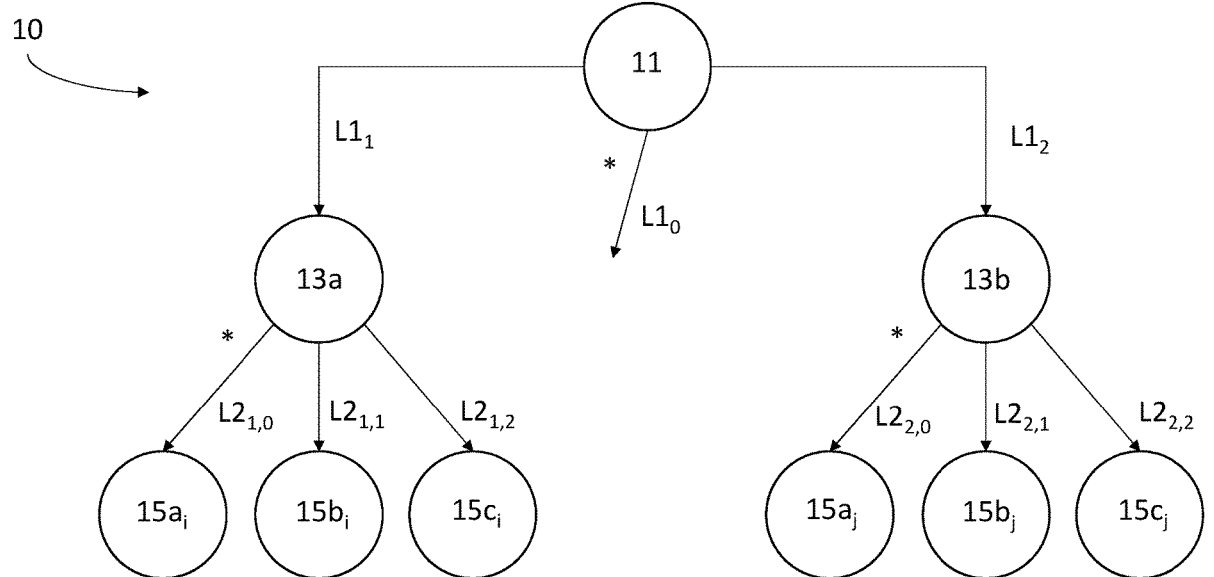 10
11
L1₁
L1₂
*
L1₀
13a
13b
*
*
L2₁,₀
L2₁,₁
L2₁,₂
L2₂,₀
L2₂,₁
L2₂,₂
15aᵢ
15bᵢ
15cᵢ
15aⱼ
15bⱼ
15cⱼ